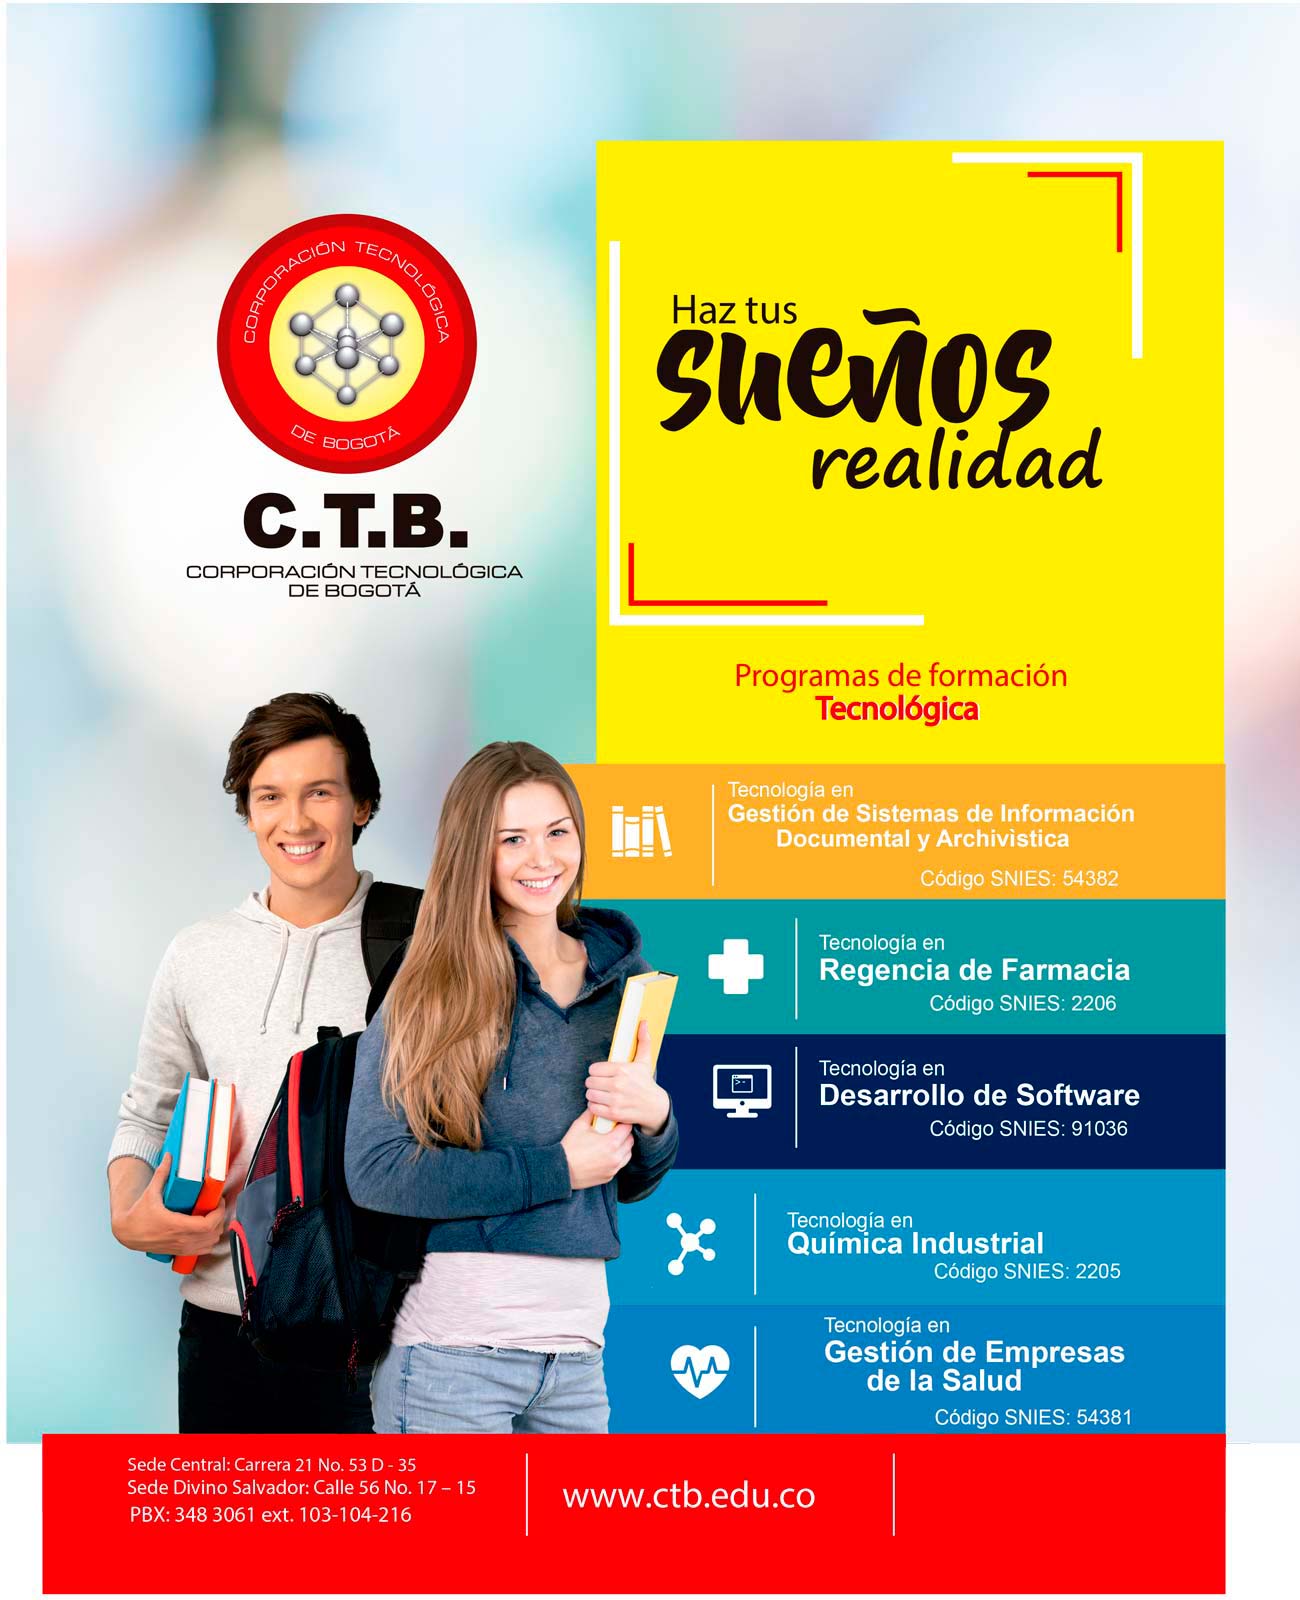 CORPORACIÓN TECNOLÓGICA
DE BOGOTÁ
C.T.B.
CORPORACIÓN TECNOLÓGICA
DE BOGOTÁ
Haz tus
sueños
realidad
Programas de formación
Tecnológica
Tecnología en
Gestión de Sistemas de Información
Documental y Archivìstica
Código SNIES: 54382
Tecnología en
Regencia de Farmacia
Código SNIES: 2206
Tecnología en
Desarrollo de Software
Código SNIES: 91036
Tecnología en
Química Industrial
Código SNIES: 2205
Tecnología en
Gestión de Empresas
de la Salud
Código SNIES: 54381
Sede Central: Carrera 21 No. 53 D - 35
Sede Divino Salvador: Calle 56 No. 17 – 15
PBX: 348 3061 ext. 103-104-216
www.ctb.edu.co